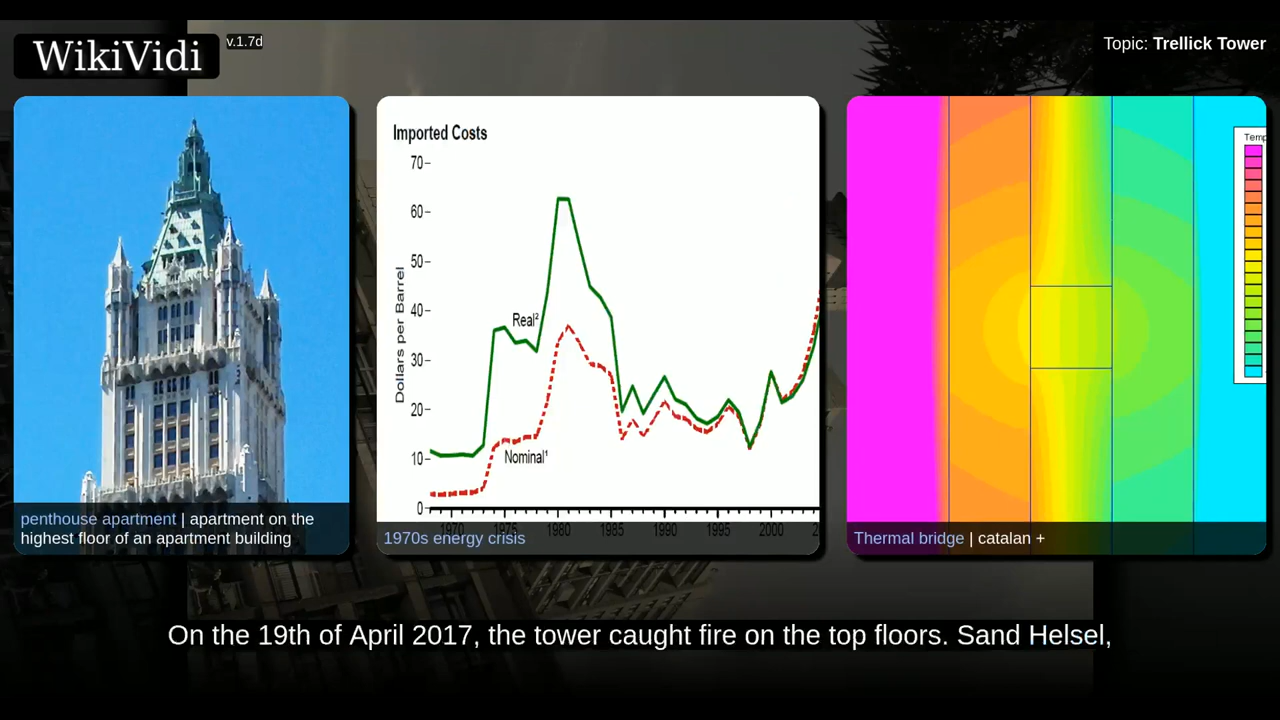 WikiVidi
v.1.7d
Topic: Trellick Tower
penthouse apartment | apartment on the
highest floor of an apartment building
Imported Costs
Dollars per Barrel
70
60
50
40
30
20
10
0
Real²
Nominal¹
1970 1975 1980 1985 1990 1995 2000 2
1970s energy crisis
Temp
Thermal bridge | catalan +
On the 19th of April 2017, the tower caught fire on the top floors. Sand Helsel,